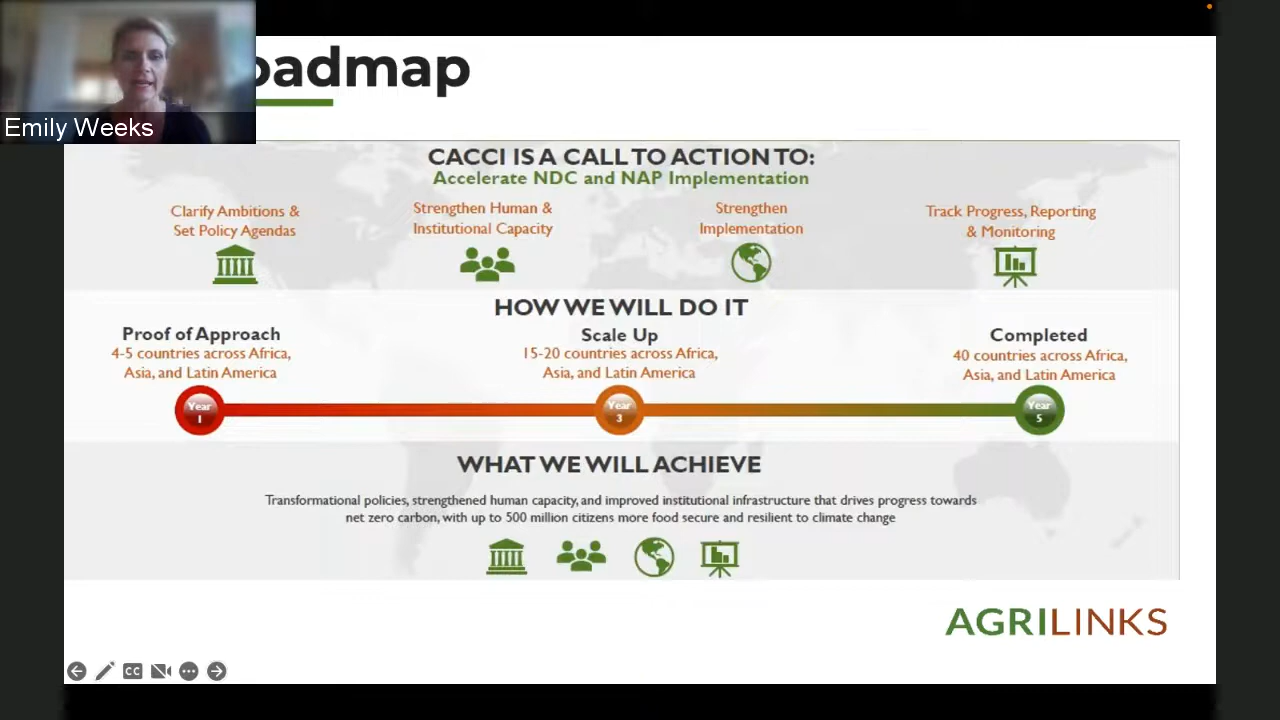 oadmap
Emily Weeks
CACCI IS A CALL TO ACTION TO:
Accelerate NDC and NAP Implementation
Clarify Ambitions &
Set Policy Agendas
Strengthen Human &
Institutional Capacity
Strengthen
Implementation
Track Progress, Reporting
& Monitoring
HOW WE WILL DO IT
Proof of Approach
4-5 countries across Africa,
Asia, and Latin America
Scale Up
15-20 countries across Africa,
Asia, and Latin America
Completed
40 countries across Africa,
Asia, and Latin America
Year
1
Year
3
Year
5
WHAT WE WILL ACHIEVE
Transformational policies, strengthened human capacity, and improved institutional infrastructure that drives progress towards
net zero carbon, with up to 500 million citizens more food secure and resilient to climate change
AGRILINKS
CC